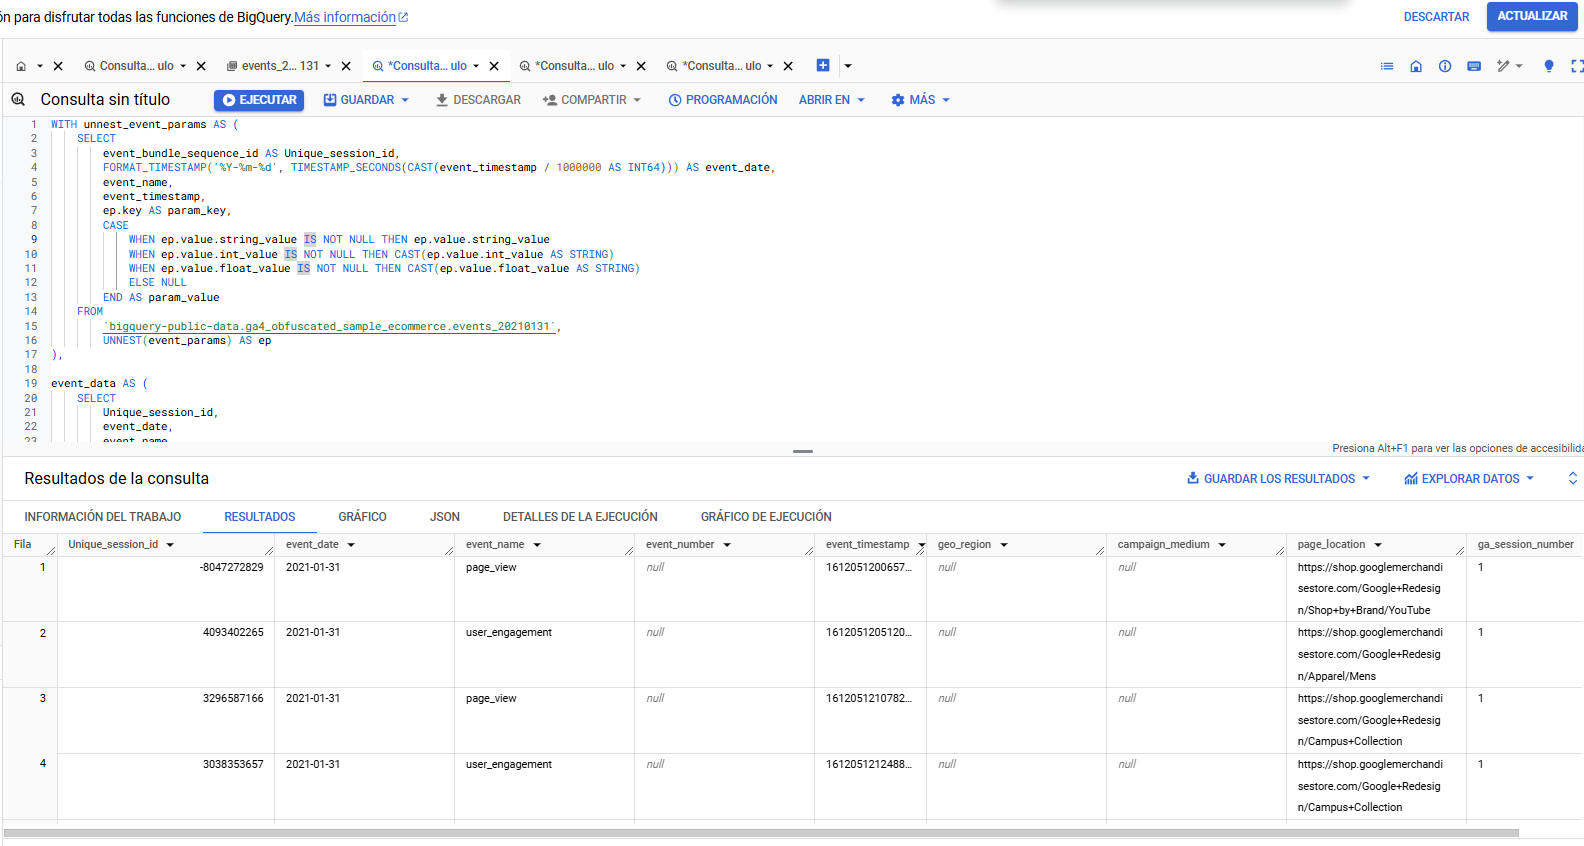 ón para disfrutar todas las funciones de BigQuery. Más información
DESCARTAR
ACTUALIZAR
Consulta... ulo
events_2... 131
*Consulta... ulo
*Consulta... ulo
*Consulta... ulo
Consulta sin título
EJECUTAR
GUARDAR
DESCARGAR
COMPARTIR
PROGRAMACIÓN
ABRIR EN
MÁS
1 WITH unnest_event_params AS (
2 SELECT
3 event_bundle_sequence_id AS Unique_session_id,
4 FORMAT_TIMESTAMP('%Y-%m-%d', TIMESTAMP_SECONDS(CAST(event_timestamp / 1000000 AS INT64))) AS event_date,
5 event_name,
6 event_timestamp,
7 ep.key AS param_key,
8 CASE
9 WHEN ep.value.string_value IS NOT NULL THEN ep.value.string_value
10 WHEN ep.value.int_value IS NOT NULL THEN CAST(ep.value.int_value AS STRING)
11 WHEN ep.value.float_value IS NOT NULL THEN CAST(ep.value.float_value AS STRING)
12 ELSE NULL
13 END AS param_value
14 FROM
15 `bigquery-public-data.ga4_obfuscated_sample_ecommerce.events_20210131`,
16 UNNEST(event_params) AS ep
17 ),
18
19 event_data AS (
20 SELECT
21 Unique_session_id,
22 event_date,
23 event_name
Presiona Alt+F1 para ver las opciones de accesibilida
Resultados de la consulta
GUARDAR LOS RESULTADOS
EXPLORAR DATOS
INFORMACIÓN DEL TRABAJO
RESULTADOS
GRÁFICO
JSON
DETALLES DE LA EJECUCIÓN
GRÁFICO DE EJECUCIÓN
Fila Unique_session_id event_date event_name event_number event_timestamp geo_region campaign_medium page_location ga_session_number
1 -8047272829 2021-01-31 page_view null 1612051200657... null null https://shop.googlemerchandi 1
sestore.com/Google+Redesig
n/Shop+by+Brand/YouTube
2 4093402265 2021-01-31 user_engagement null 1612051205120... null null https://shop.googlemerchandi 1
sestore.com/Google+Redesig
n/Apparel/Mens
3 3296587166 2021-01-31 page_view null 1612051210782... null null https://shop.googlemerchandi 1
sestore.com/Google+Redesig
n/Campus+Collection
4 3038353657 2021-01-31 user_engagement null 1612051212488... null null https://shop.googlemerchandi 1
sestore.com/Google+Redesig
n/Campus+Collection